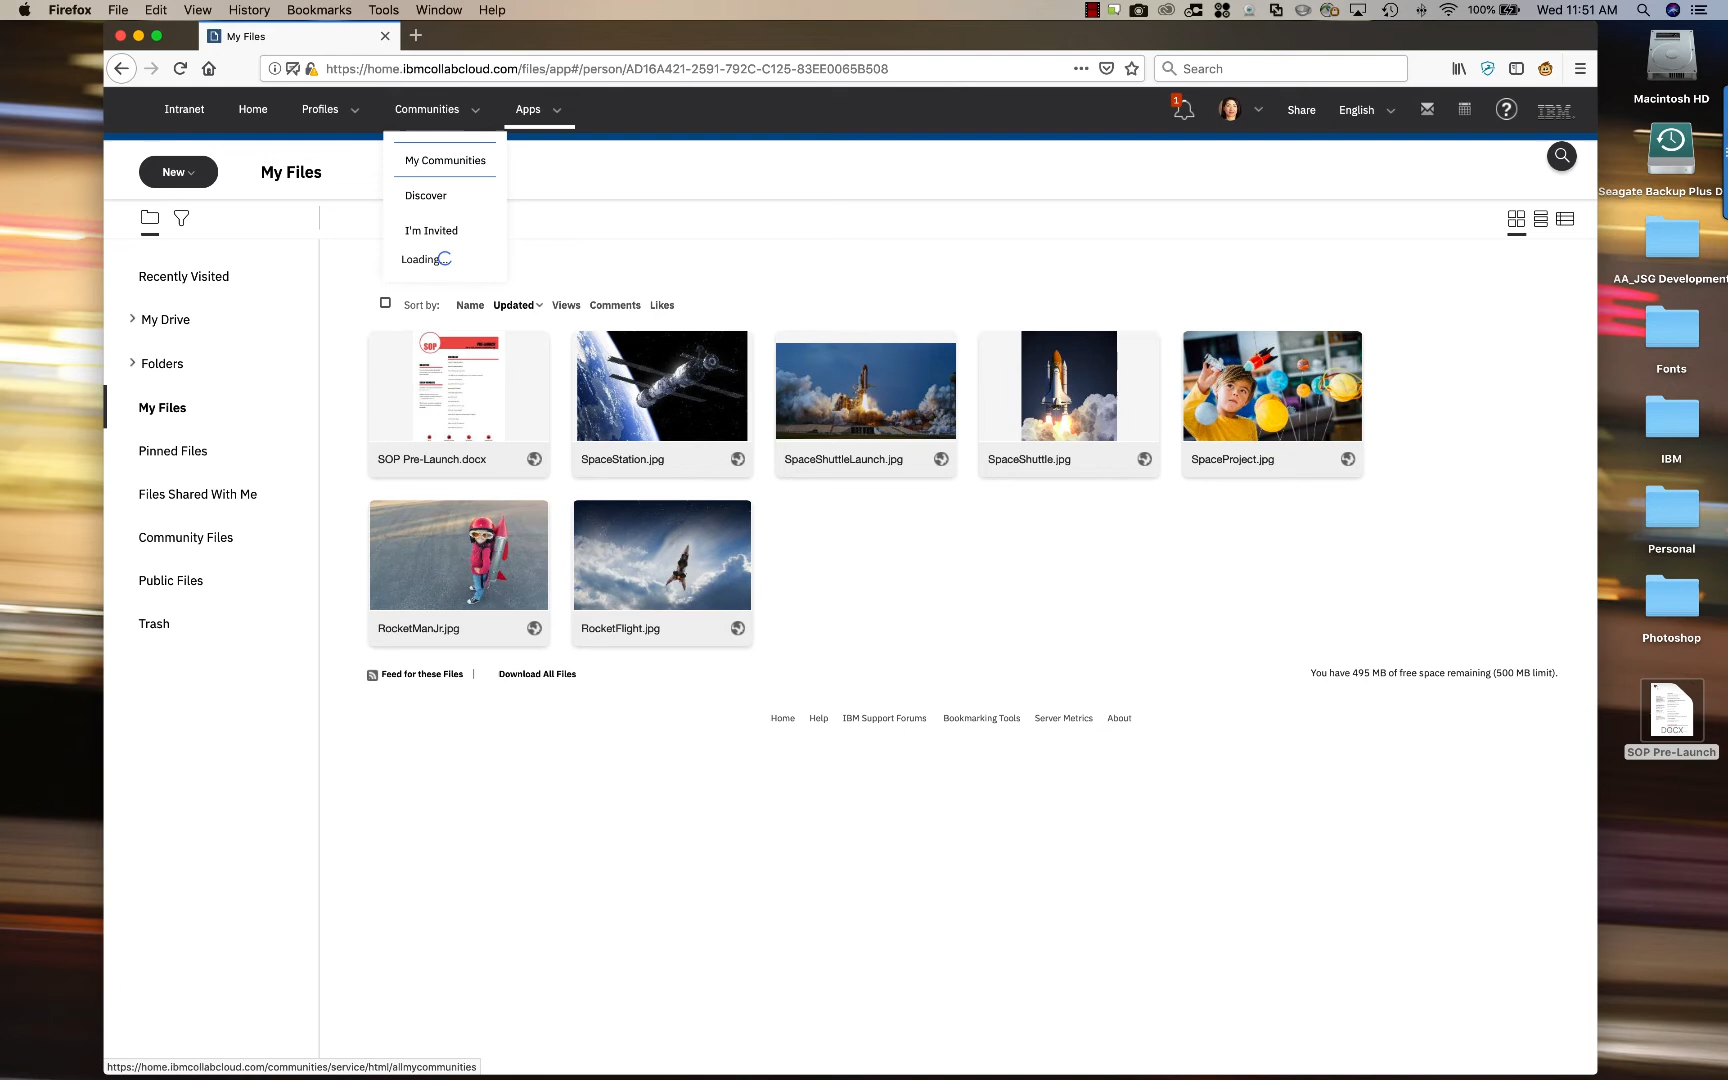 Firefox File Edit View History Bookmarks Tools Window Help 100% Wed 11:51 AM
My Files
https://home.ibmcollabcloud.com/files/app#/person/AD16A421-2591-792C-C125-83EE0065B508
Search
Intranet Home Profiles Communities Apps 1 Share English IBM
New My Files
My Communities
Discover
I'm Invited
Loading...
Recently Visited
My Drive
Folders
My Files
Pinned Files
Files Shared With Me
Community Files
Public Files
Trash
Sort by: Name Updated Views Comments Likes
SOP
SOP Pre-Launch.docx SpaceStation.jpg SpaceShuttleLaunch.jpg SpaceShuttle.jpg SpaceProject.jpg
RocketManJr.jpg RocketFlight.jpg
Feed for these Files | Download All Files You have 495 MB of free space remaining (500 MB limit).
Home Help IBM Support Forums Bookmarking Tools Server Metrics About
https://home.ibmcollabcloud.com/communities/service/html/allmycommunities
Macintosh HD
Seagate Backup Plus D
AA_JSG Development
Fonts
IBM
Personal
Photoshop
DOCX
SOP Pre-Launch